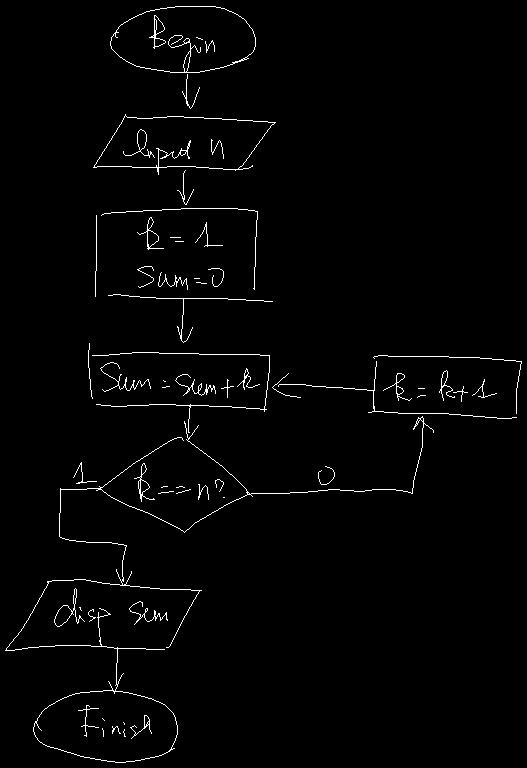 Begin
Input n
k = 1
Sum=0
Sum=sum+k
k = k+1
k==n?
1
0
disp sum
Finish